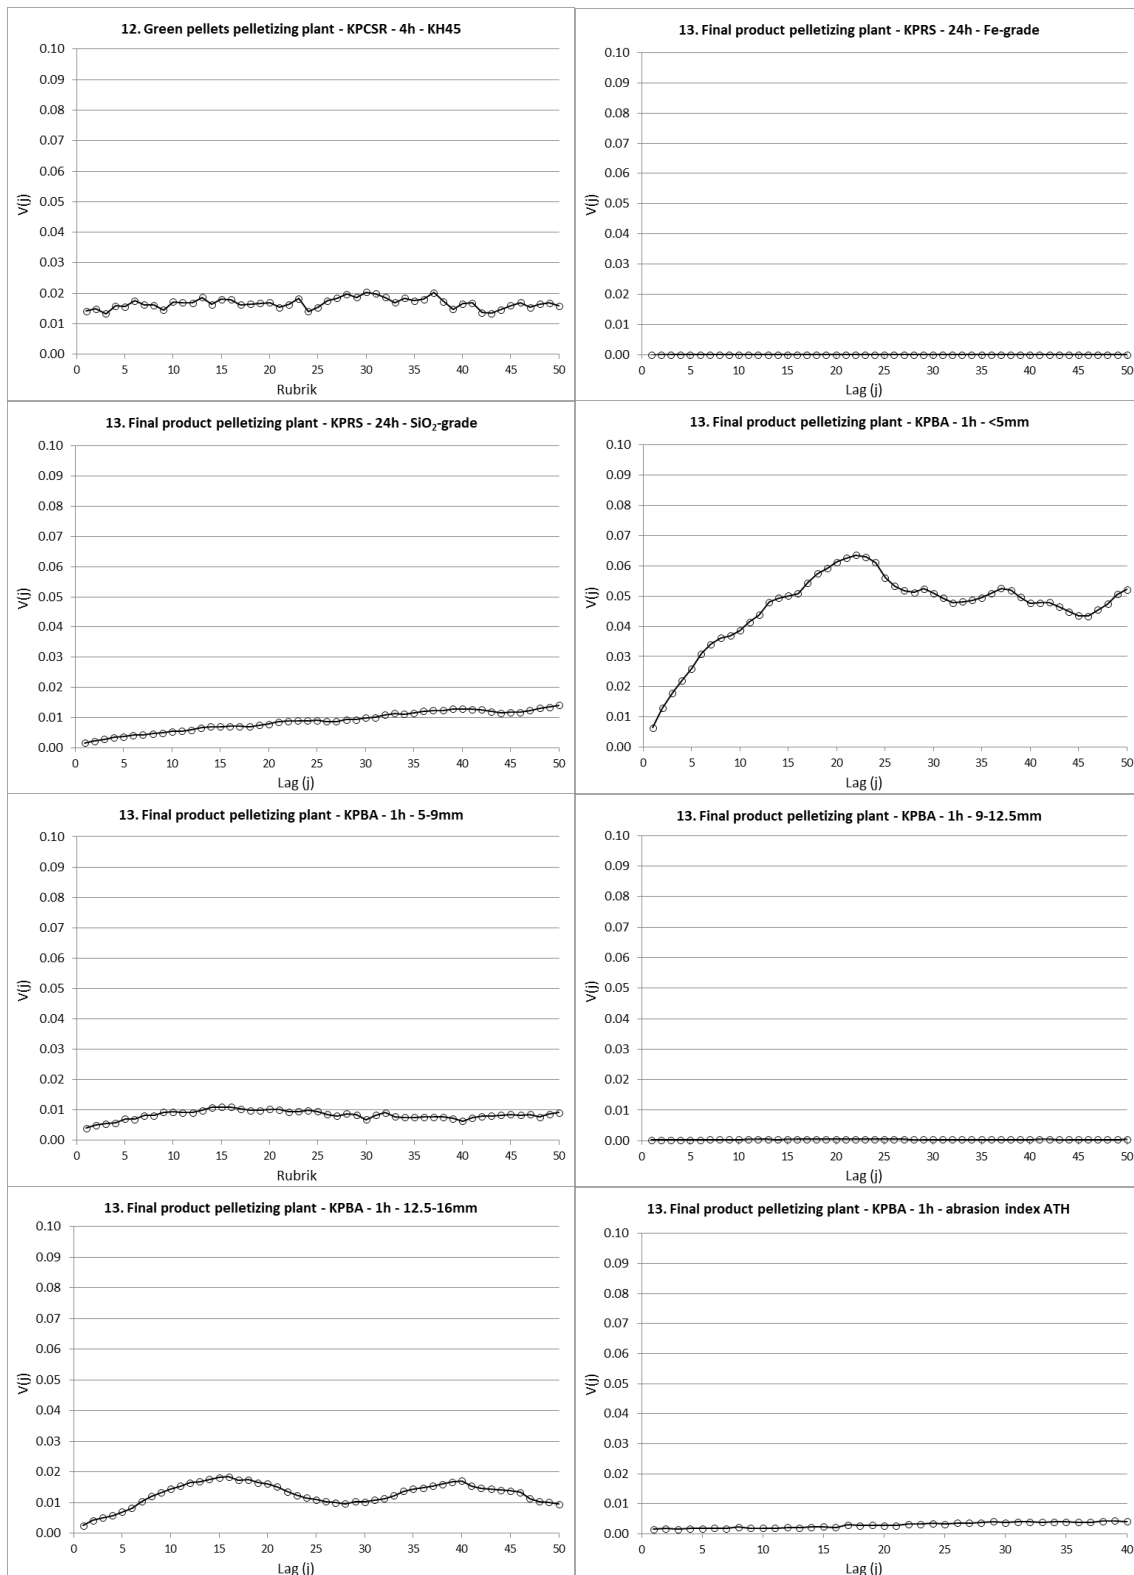 12. Green pellets pelletizing plant - KPCSR - 4h - KH45
0.10
0.09
0.08
0.07
0.06
0.05
0.04
0.03
0.02
0.01
0.00
V(j)
0 5 10 15 20 25 30 35 40 45 50
Rubrik
13. Final product pelletizing plant - KPRS - 24h - Fe-grade
0.10
0.09
0.08
0.07
0.06
0.05
0.04
0.03
0.02
0.01
0.00
V(j)
0 5 10 15 20 25 30 35 40 45 50
Lag (j)
13. Final product pelletizing plant - KPRS - 24h - SiO₂-grade
0.10
0.09
0.08
0.07
0.06
0.05
0.04
0.03
0.02
0.01
0.00
V(j)
0 5 10 15 20 25 30 35 40 45 50
Lag (j)
13. Final product pelletizing plant - KPBA - 1h - <5mm
0.10
0.09
0.08
0.07
0.06
0.05
0.04
0.03
0.02
0.01
0.00
V(j)
0 5 10 15 20 25 30 35 40 45 50
Lag (j)
13. Final product pelletizing plant - KPBA - 1h - 5-9mm
0.10
0.09
0.08
0.07
0.06
0.05
0.04
0.03
0.02
0.01
0.00
V(j)
0 5 10 15 20 25 30 35 40 45 50
Rubrik
13. Final product pelletizing plant - KPBA - 1h - 9-12.5mm
0.10
0.09
0.08
0.07
0.06
0.05
0.04
0.03
0.02
0.01
0.00
V(j)
0 5 10 15 20 25 30 35 40 45 50
Lag (j)
13. Final product pelletizing plant - KPBA - 1h - 12.5-16mm
0.10
0.09
0.08
0.07
0.06
0.05
0.04
0.03
0.02
0.01
0.00
V(j)
0 5 10 15 20 25 30 35 40 45 50
Lag (j)
13. Final product pelletizing plant - KPBA - 1h - abrasion index ATH
0.10
0.09
0.08
0.07
0.06
0.05
0.04
0.03
0.02
0.01
0.00
V(j)
0 5 10 15 20 25 30 35 40
Lag (j)